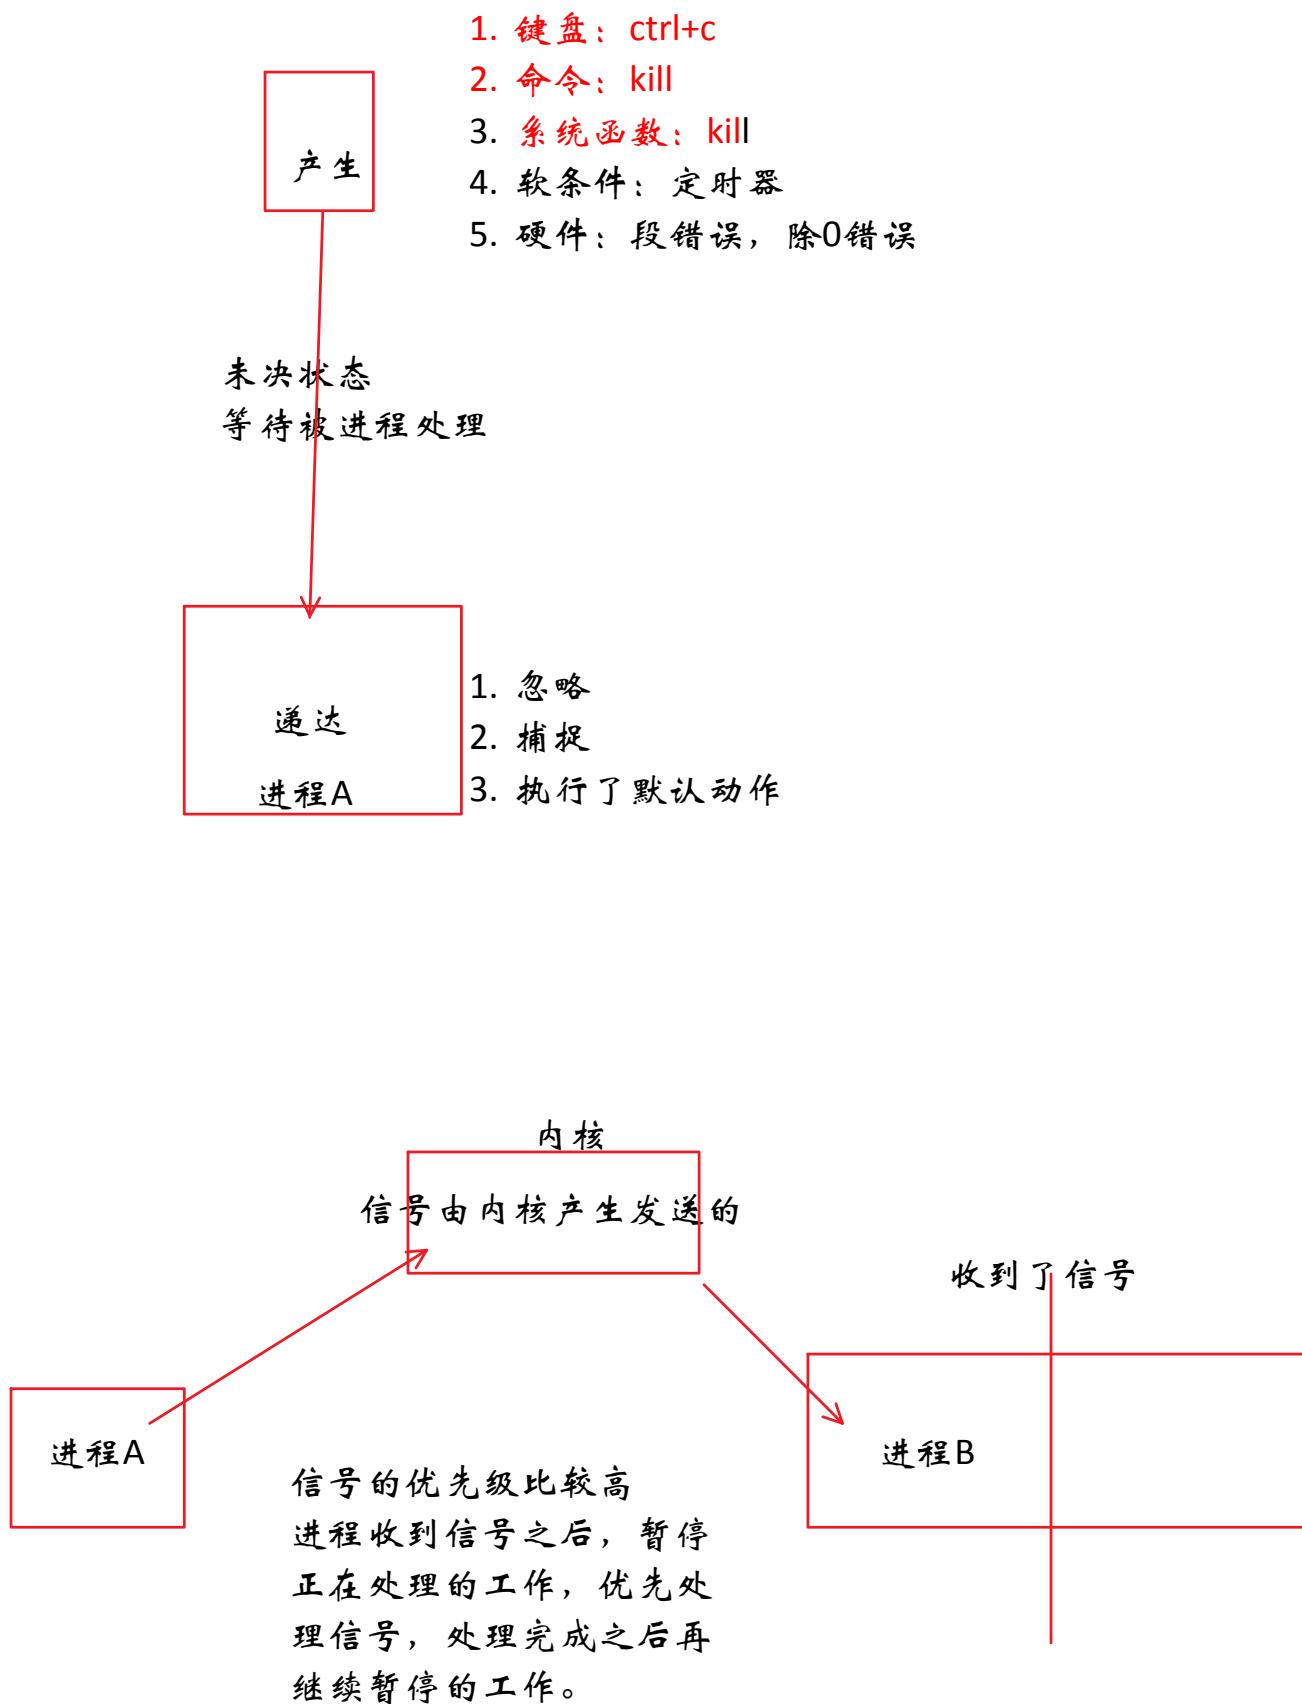 1. 键盘：ctrl+c
2. 命令：kill
3. 系统函数：kill
4. 软条件：定时器
5. 硬件：段错误，除0错误
产生
未决状态
等待被进程处理
递达
进程A
1. 忽略
2. 捕捉
3. 执行了默认动作
内核
信号由内核产生发送的
收到了信号
进程A
进程B
信号的优先级比较高
进程收到信号之后，暂停
正在处理的工作，优先处
理信号，处理完成之后再
继续暂停的工作。